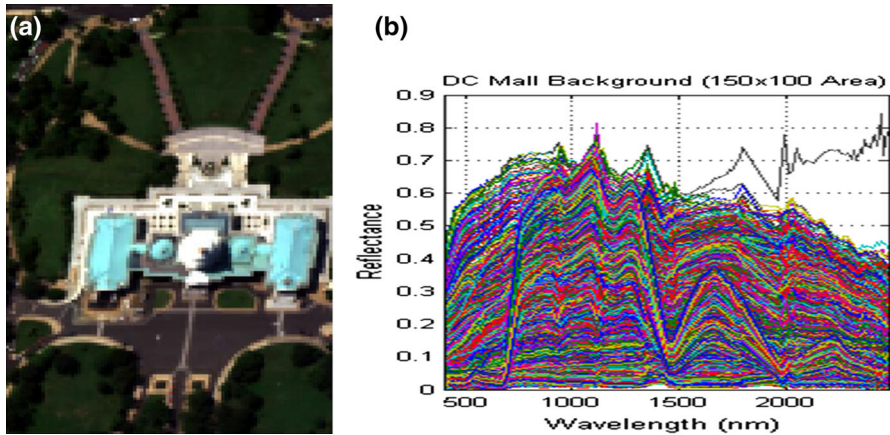 (a)
(b)
DC Mall Background (150x100 Area)
0.9
0.8
0.7
0.6
0.5
0.4
0.3
0.2
0.1
0
Reflectance
500 1000 1500 2000
Wavelength (nm)